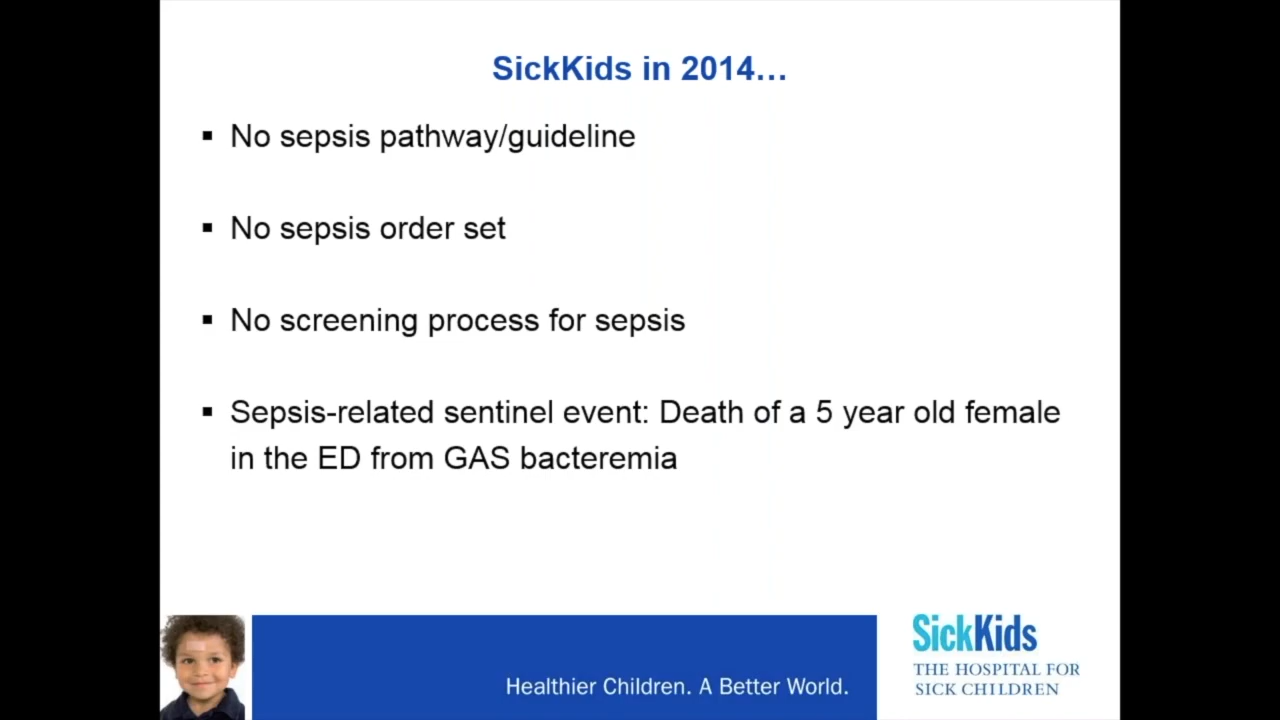 SickKids in 2014…
▪ No sepsis pathway/guideline
▪ No sepsis order set
▪ No screening process for sepsis
▪ Sepsis-related sentinel event: Death of a 5 year old female
in the ED from GAS bacteremia
Healthier Children. A Better World.
SickKids
THE HOSPITAL FOR
SICK CHILDREN